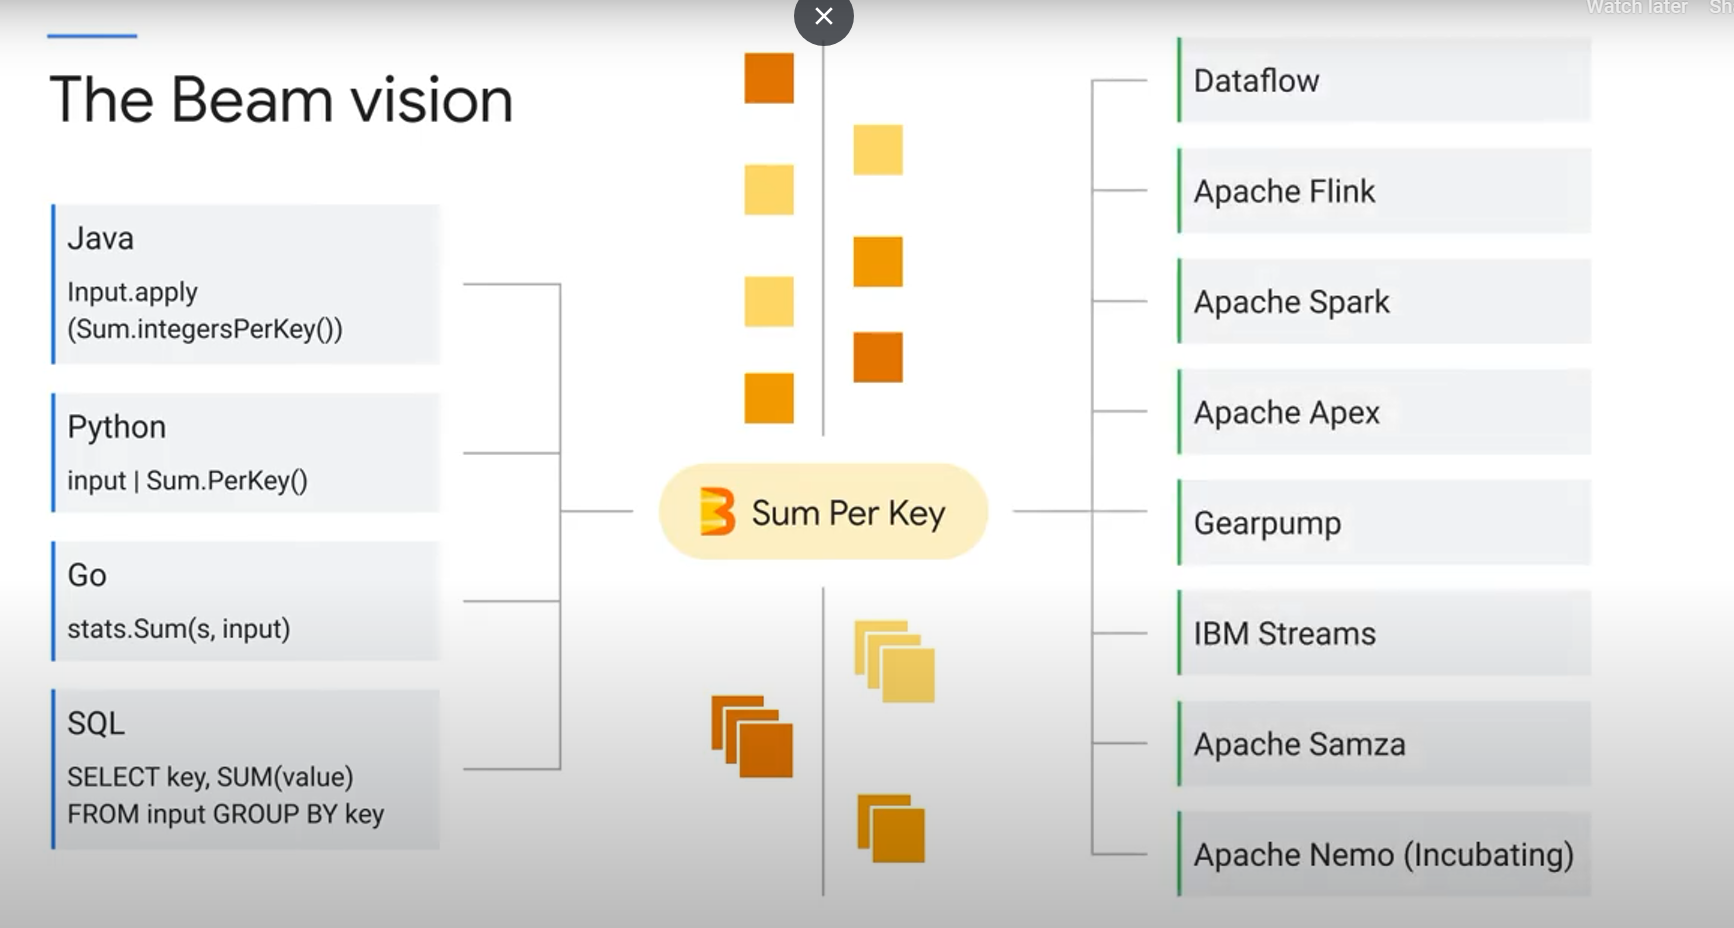 Watch later Sh
The Beam vision
Java
Input.apply
(Sum.integersPerKey())
Python
input | Sum.PerKey()
Go
stats.Sum(s, input)
SQL
SELECT key, SUM(value)
FROM input GROUP BY key
Sum Per Key
Dataflow
Apache Flink
Apache Spark
Apache Apex
Gearpump
IBM Streams
Apache Samza
Apache Nemo (Incubating)